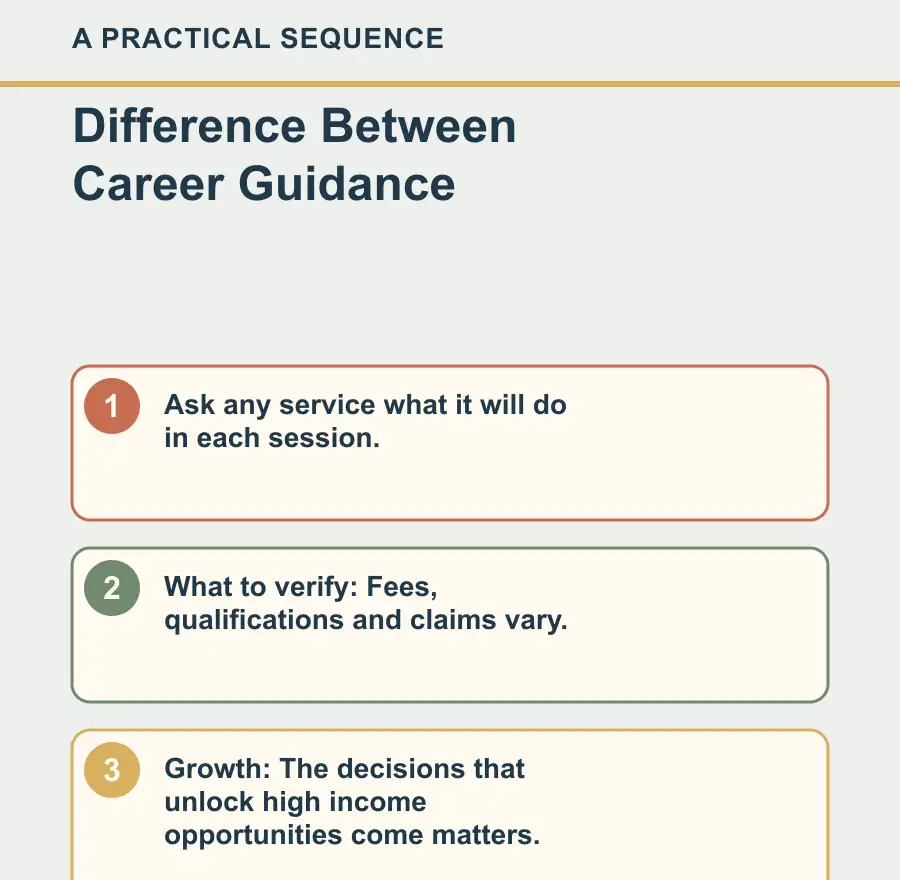 A PRACTICAL SEQUENCE
Difference Between
Career Guidance
1
Ask any service what it will do
in each session.
2
What to verify: Fees,
qualifications and claims vary.
3
Growth: The decisions that
unlock high income
opportunities come matters.